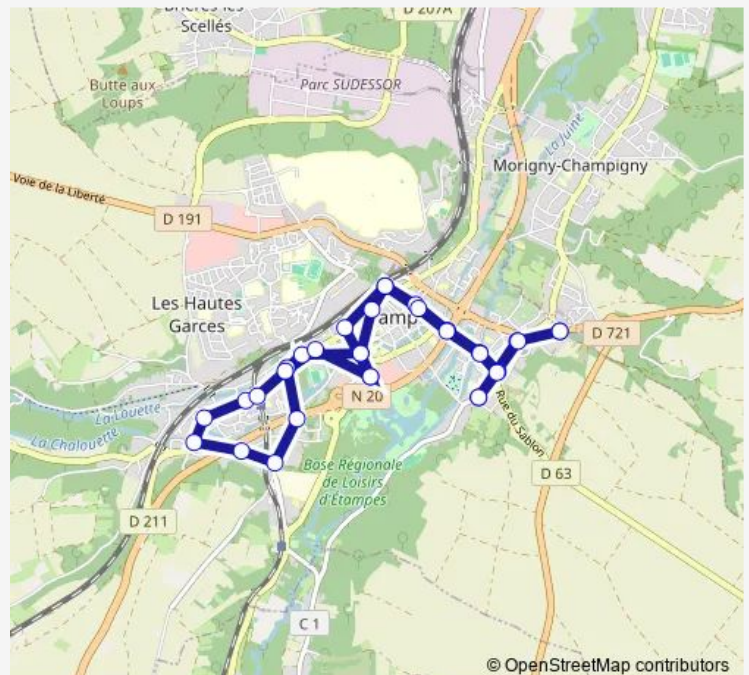 D 207A
Scellés
Butte aux
Loups
Parc SUDESSOR
La Juine
Morigny-Champigny
Voie de la Liberté
D 191
Les Hautes
Garces
amp
D 721
N 20
La Louette
La Chalouette
Rue du Sablon
Base Régionale
de Loisirs
d'Étampes
D 63
D 211
C 1
© OpenStreetMap contributors